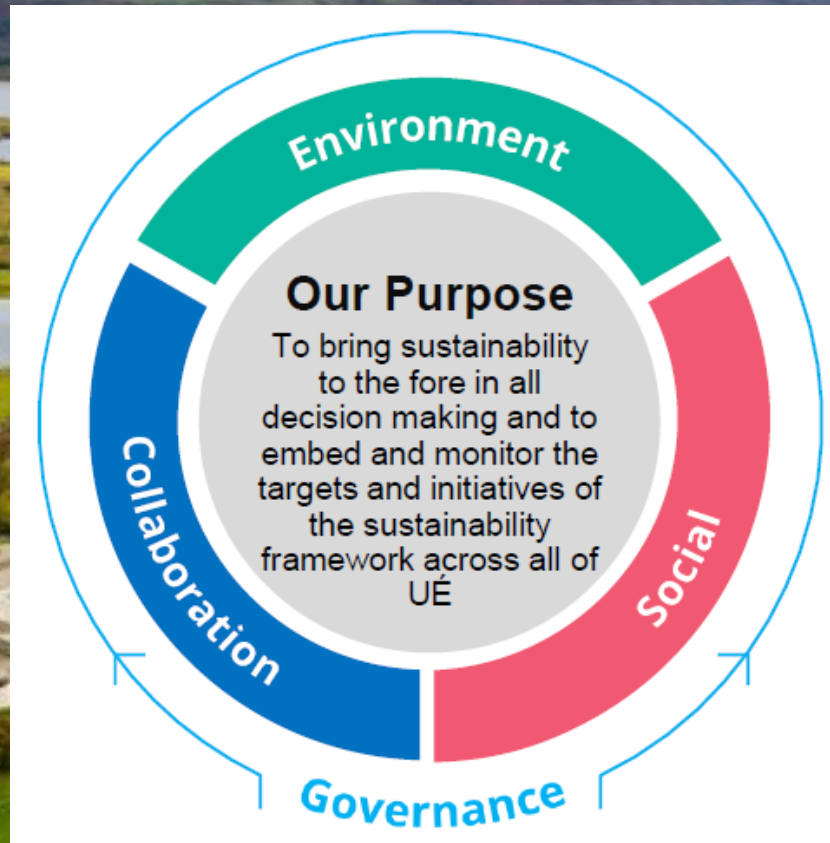 Environment
Our Purpose
To bring sustainability
to the fore in all
decision making and to
embed and monitor the
targets and initiatives of
the sustainability
framework across all of
UÉ
Collaboration
Social
Governance